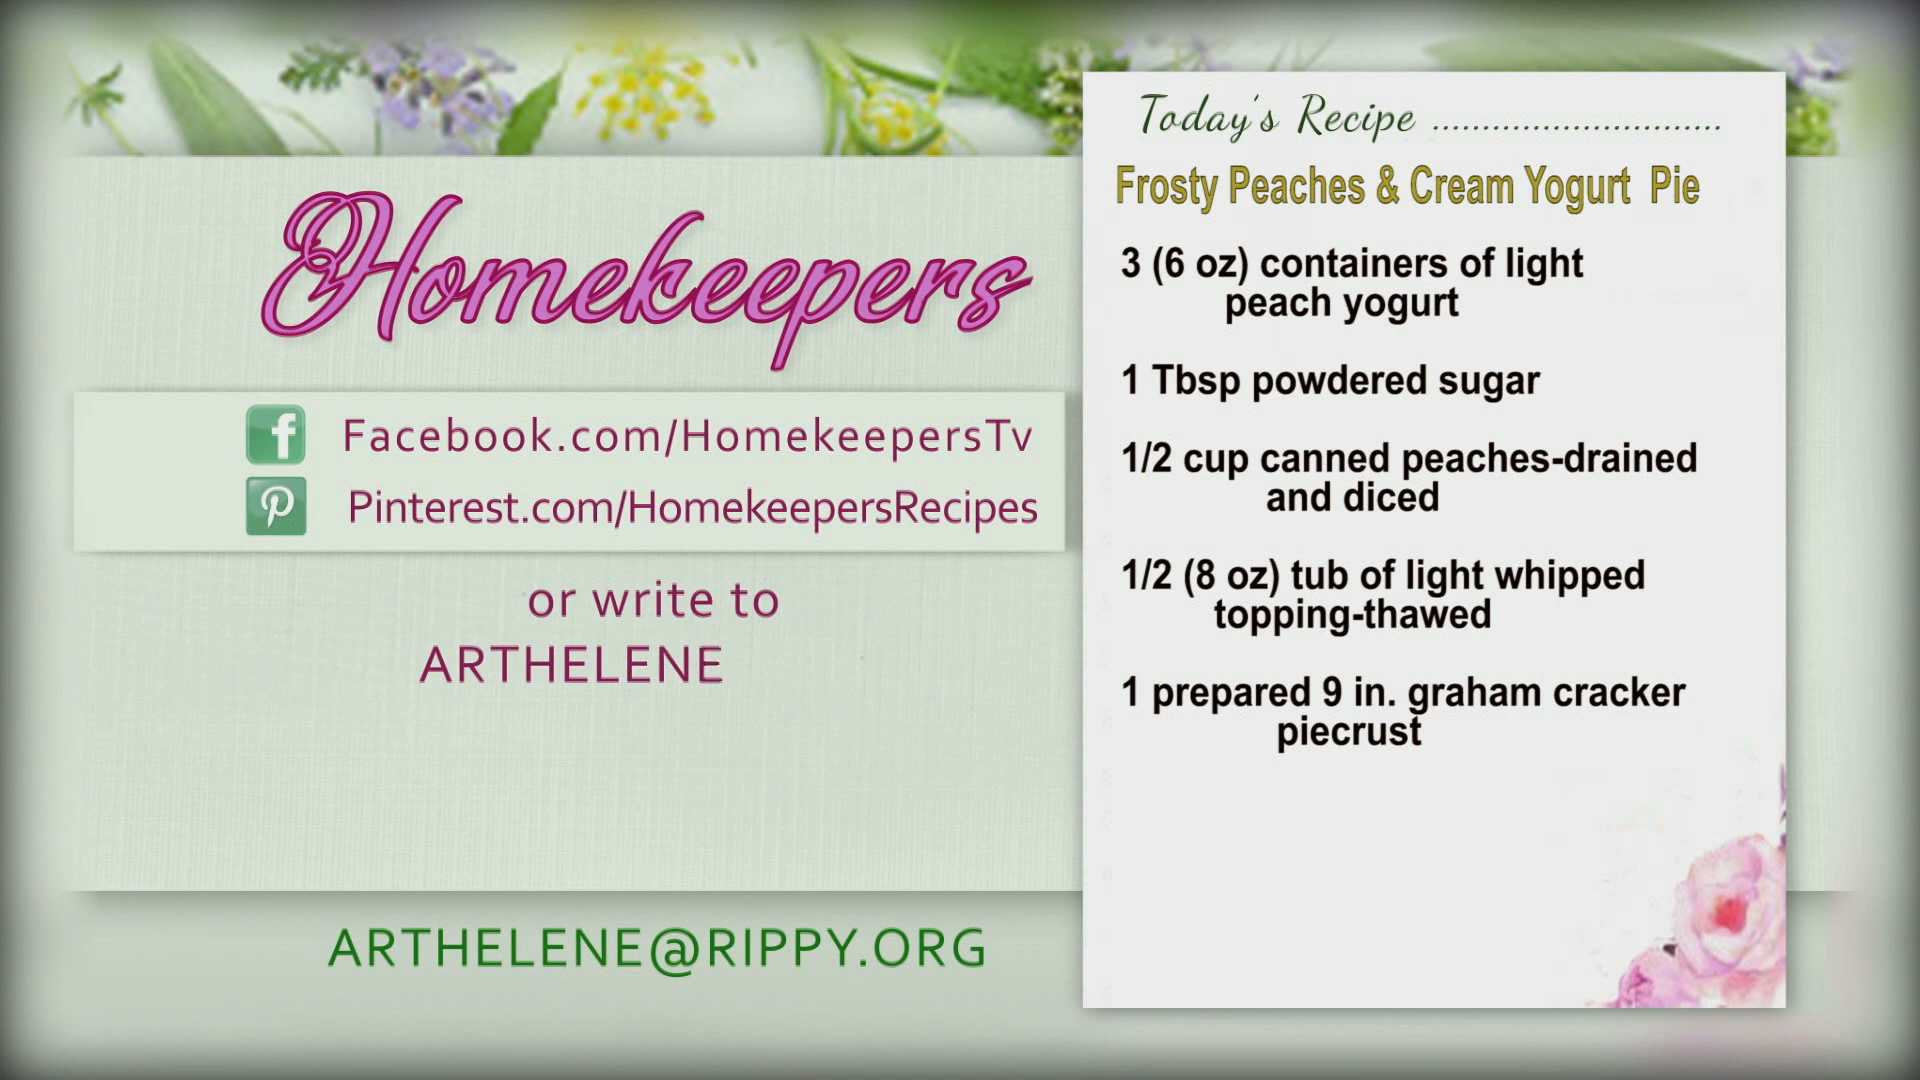 Homekeepers
Facebook.com/HomekeepersTv
Pinterest.com/HomekeepersRecipes
or write to
ARTHELENE
ARTHELENE@RIPPY.ORG
Today's Recipe .............................
Frosty Peaches & Cream Yogurt Pie
3 (6 oz) containers of light
peach yogurt
1 Tbsp powdered sugar
1/2 cup canned peaches-drained
and diced
1/2 (8 oz) tub of light whipped
topping-thawed
1 prepared 9 in. graham cracker
piecrust